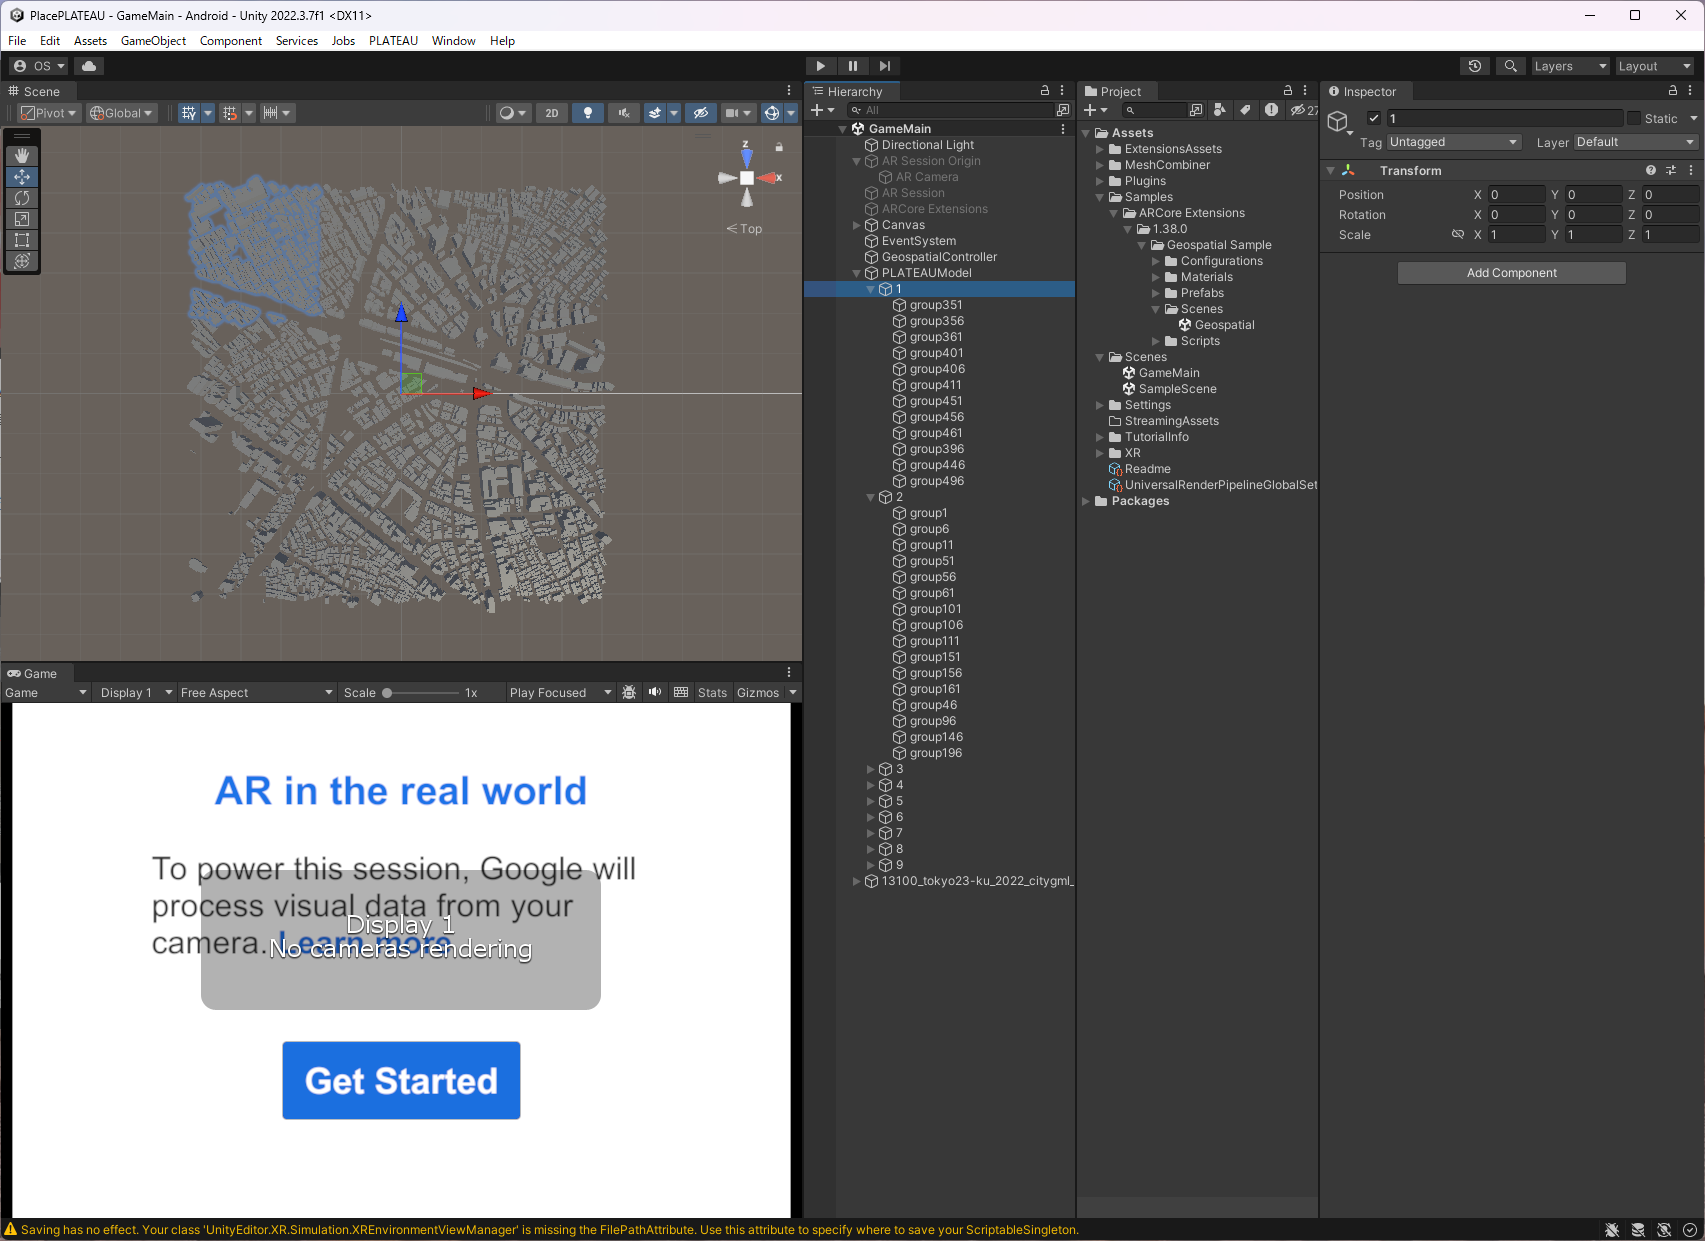 PlacePLATEAU - GameMain - Android - Unity 2022.3.7f1 <DX11>
File Edit Assets GameObject Component Services Jobs PLATEAU Window Help
OS
Layers
Layout
Scene
Pivot
Global
2D
z
x
Top
Game
Game
Display 1
Free Aspect
Scale
1x
Play Focused
Stats
Gizmos
AR in the real world
To power this session, Google will
process visual data from your
camera. Learn more
Display 1
No cameras rendering
Get Started
Hierarchy
All
GameMain
Directional Light
AR Session Origin
AR Camera
AR Session
ARCore Extensions
Canvas
EventSystem
GeospatialController
PLATEAUModel
1
group351
group356
group361
group401
group406
group411
group451
group456
group461
group396
group446
group496
2
group1
group6
group11
group51
group56
group61
group101
group106
group111
group151
group156
group161
group46
group96
group146
group196
3
4
5
6
7
8
9
13100_tokyo23-ku_2022_citygml_
Project
27
Assets
ExtensionsAssets
MeshCombiner
Plugins
Samples
ARCore Extensions
1.38.0
Geospatial Sample
Configurations
Materials
Prefabs
Scenes
Geospatial
Scripts
Scenes
GameMain
SampleScene
Settings
StreamingAssets
TutorialInfo
XR
Readme
UniversalRenderPipelineGlobalSet
Packages
Inspector
1
Static
Tag Untagged Layer Default
Transform
Position X 0 Y 0 Z 0
Rotation X 0 Y 0 Z 0
Scale X 1 Y 1 Z 1
Add Component
Saving has no effect. Your class 'UnityEditor.XR.Simulation.XREnvironmentViewManager' is missing the FilePathAttribute. Use this attribute to specify where to save your ScriptableSingleton.